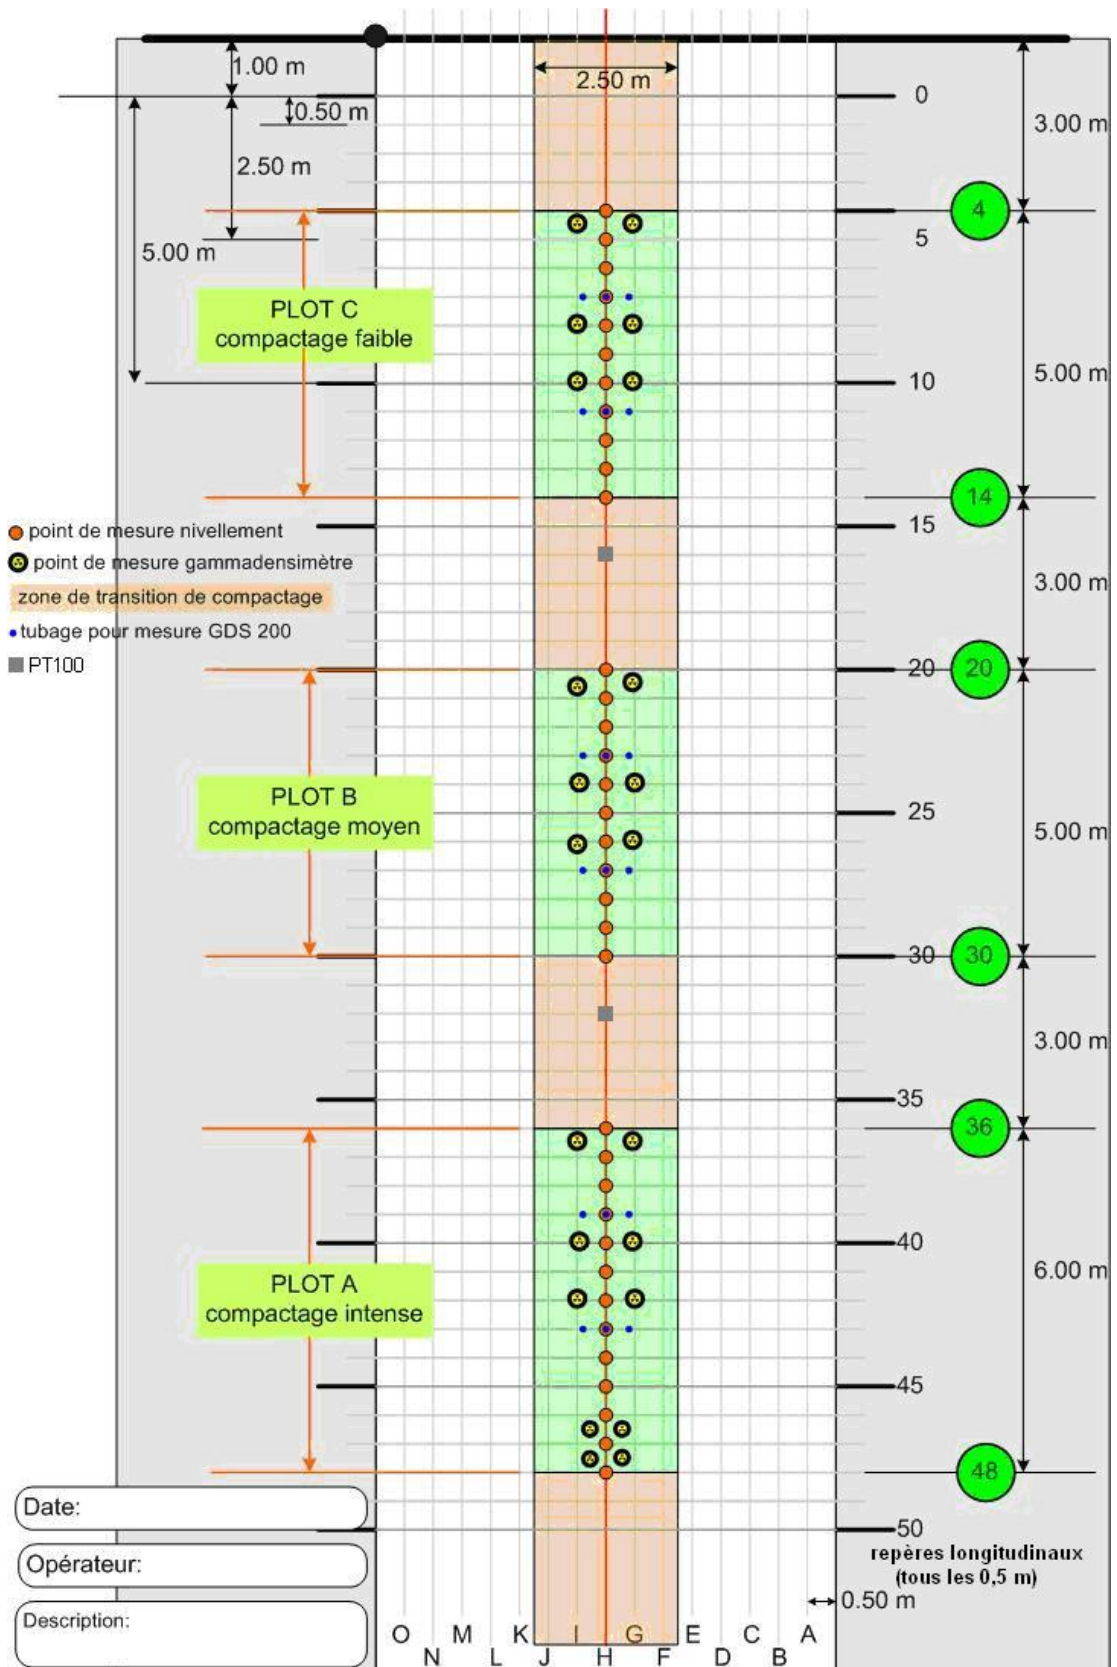 1.00 m
2.50 m
0
0.50 m
3.00 m
2.50 m
4
5
5.00 m
PLOT C
compactage faible
5.00 m
10
14
15
point de mesure nivellement
point de mesure gammadensimètre
3.00 m
zone de transition de compactage
tubage pour mesure GDS 200
PT100
20
20
PLOT B
compactage moyen
25
5.00 m
30
30
3.00 m
35
36
40
6.00 m
PLOT A
compactage intense
45
48
Date:
50
Opérateur:
repères longitudinaux
(tous les 0,5 m)
0.50 m
Description:
O M K I G E C A
N L J H F D B